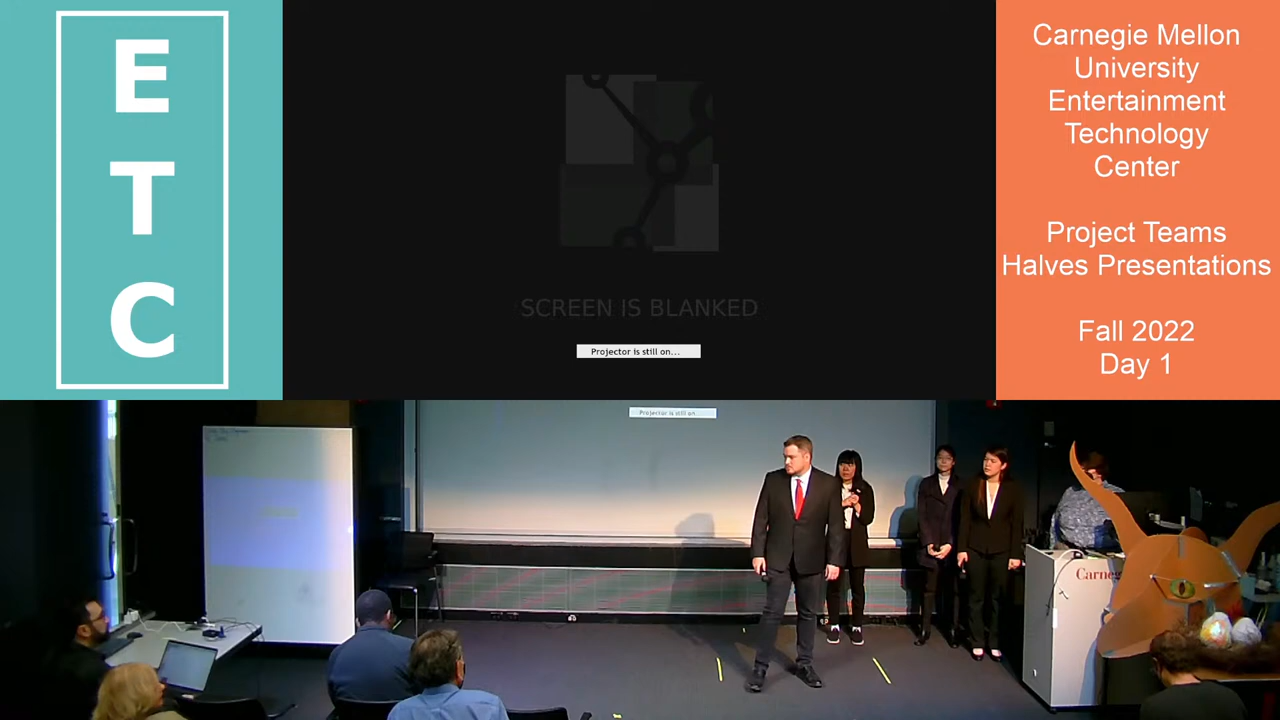 E
T
C
SCREEN IS BLANKED
Projector is still on...
Carnegie Mellon
University
Entertainment
Technology
Center
Project Teams
Halves Presentations
Fall 2022
Day 1
Projector is still on...
Carne